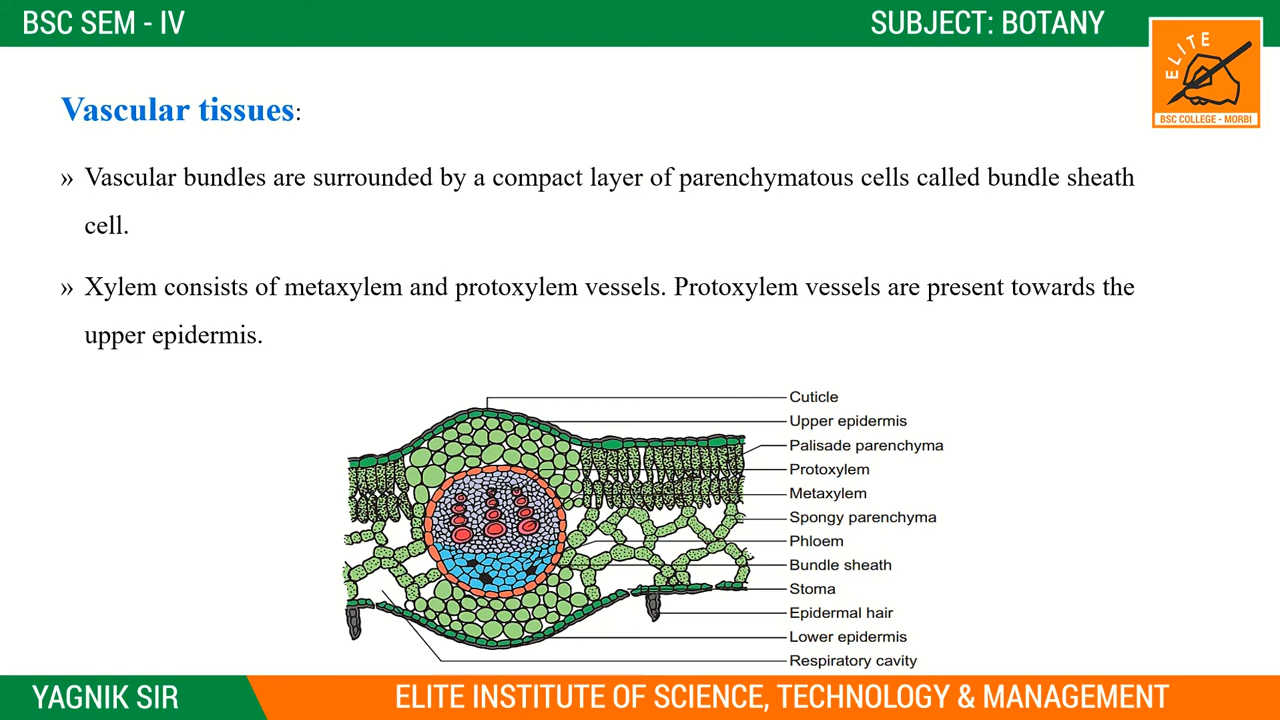 BSC SEM - IV
SUBJECT: BOTANY
ELITE
BSC COLLEGE - MORBI
Vascular tissues:
» Vascular bundles are surrounded by a compact layer of parenchymatous cells called bundle sheath
cell.
» Xylem consists of metaxylem and protoxylem vessels. Protoxylem vessels are present towards the
upper epidermis.
Cuticle
Upper epidermis
Palisade parenchyma
Protoxylem
Metaxylem
Spongy parenchyma
Phloem
Bundle sheath
Stoma
Epidermal hair
Lower epidermis
Respiratory cavity
YAGNIK SIR
ELITE INSTITUTE OF SCIENCE, TECHNOLOGY & MANAGEMENT